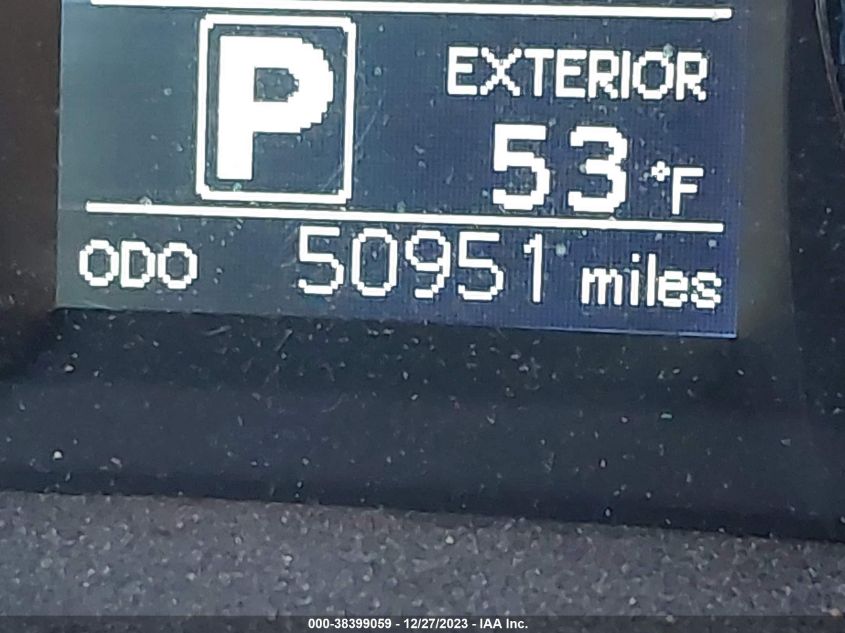 P
EXTERIOR
53 °F
ODO 50951 miles
000-38399059 - 12/27/2023 - IAA Inc.